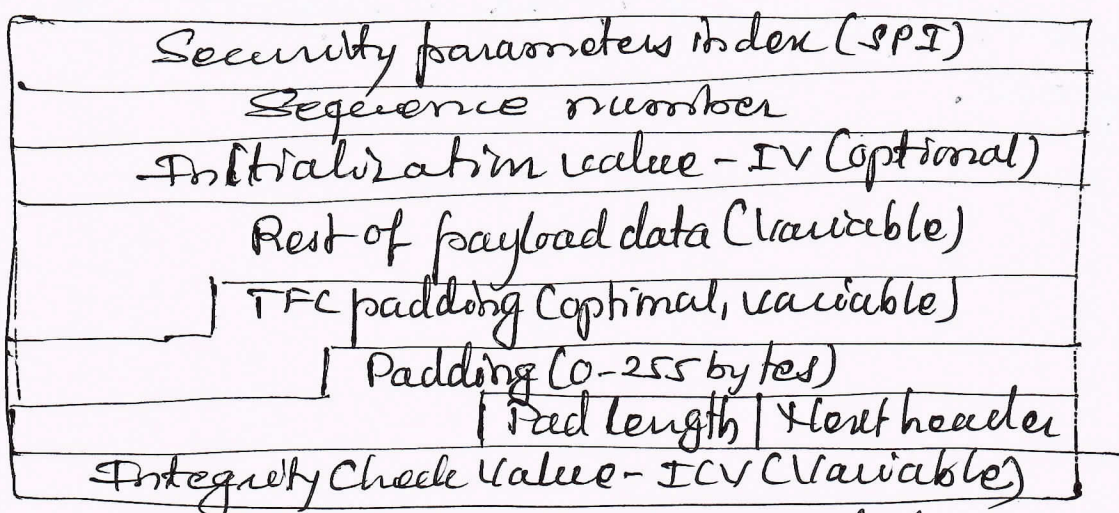 Security parameters index (SPI)
Sequence number
Initialization value - IV (optional)
Rest of payload data (Variable)
TFC padding (optional, variable)
Padding (0-255 bytes)
Pad length | Next header
Integrity Check Value - ICV (Variable)